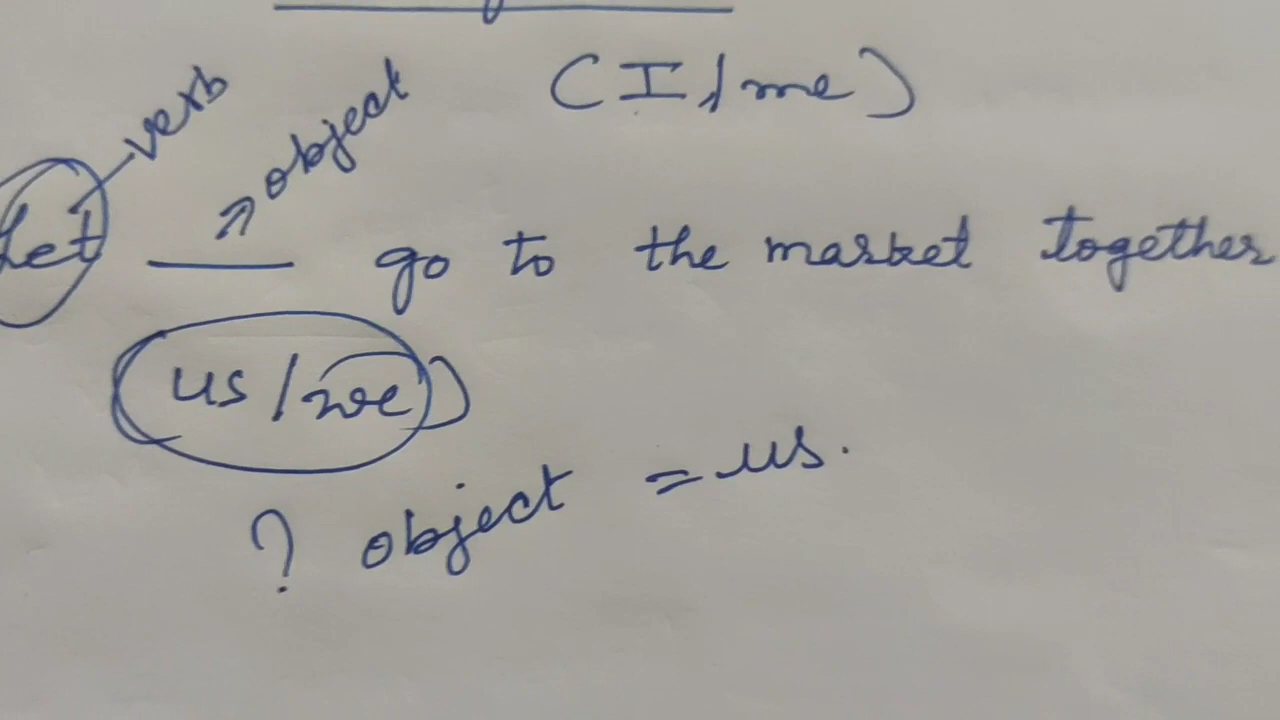 (I/me)
verb
object
Let ____ go to the market together
us/we)
? object = us.